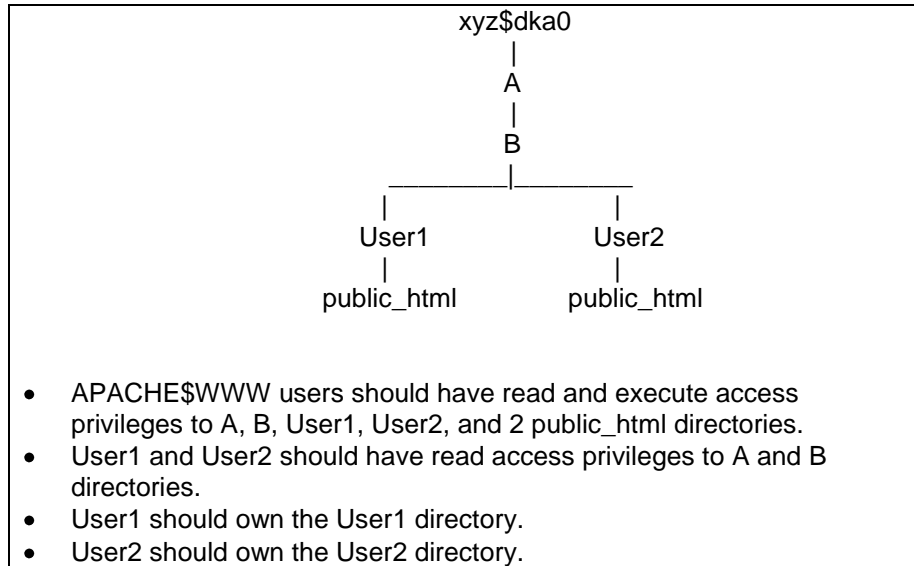 xyz$dka0
|
A
|
B
________|________
| |
User1 User2
| |
public_html public_html
• APACHE$WWW users should have read and execute access
privileges to A, B, User1, User2, and 2 public_html directories.
• User1 and User2 should have read access privileges to A and B
directories.
• User1 should own the User1 directory.
• User2 should own the User2 directory.